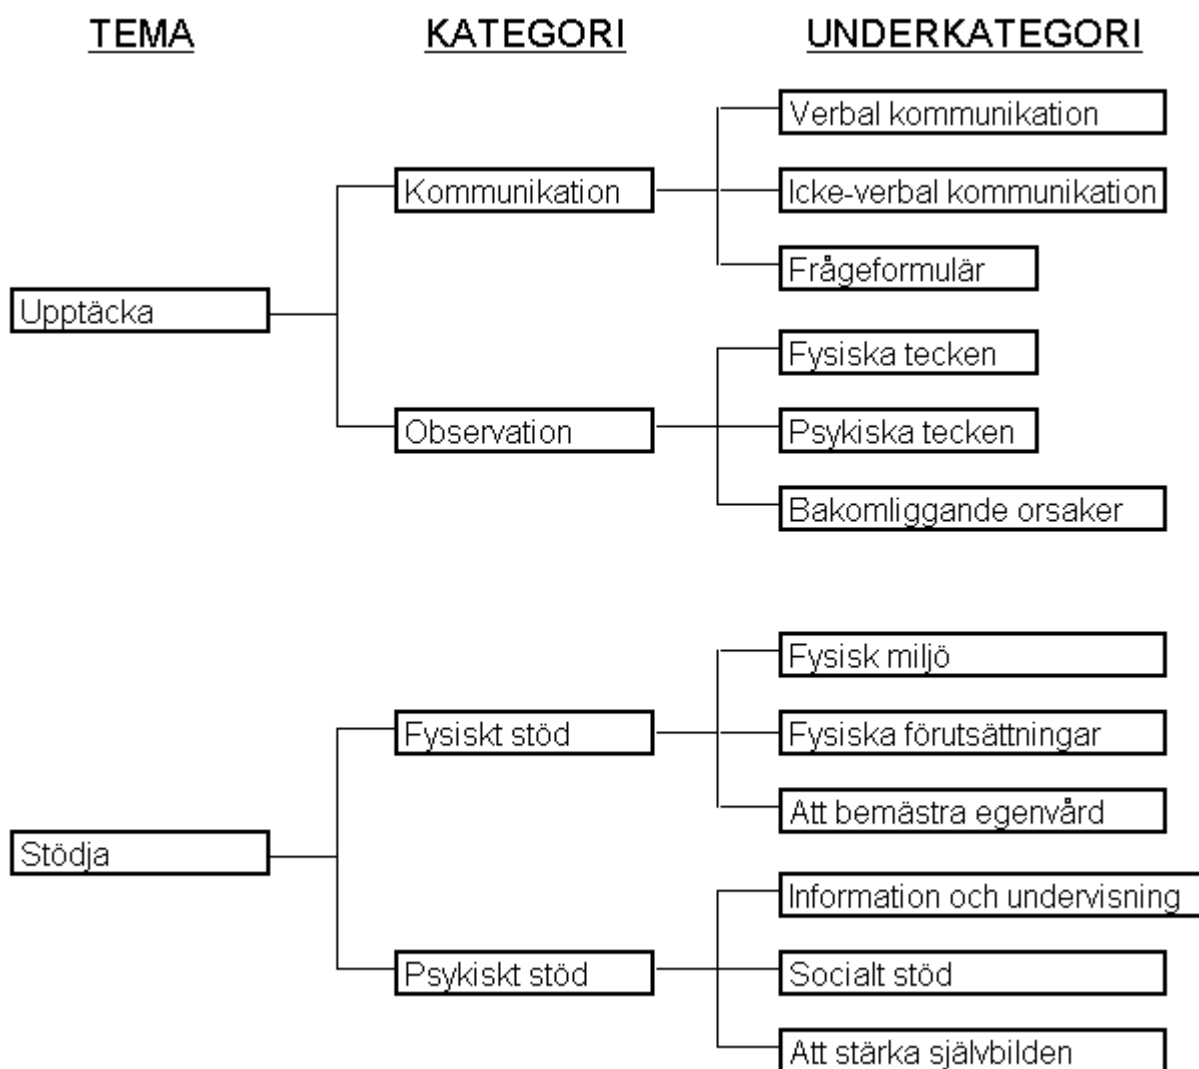 TEMA
KATEGORI
UNDERKATEGORI
Verbal kommunikation
Kommunikation
Icke-verbal kommunikation
Frågeformulär
Upptäcka
Fysiska tecken
Observation
Psykiska tecken
Bakomliggande orsaker
Fysisk miljö
Fysiskt stöd
Fysiska förutsättningar
Att bemästra egenvård
Stödja
Information och undervisning
Psykiskt stöd
Socialt stöd
Att stärka självbilden